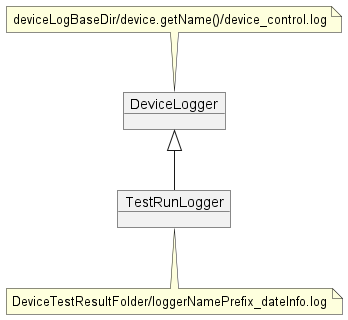 deviceLogBaseDir/device.getName()/device_control.log
DeviceLogger
TestRunLogger
DeviceTestResultFolder/loggerNamePrefix_dateInfo.log